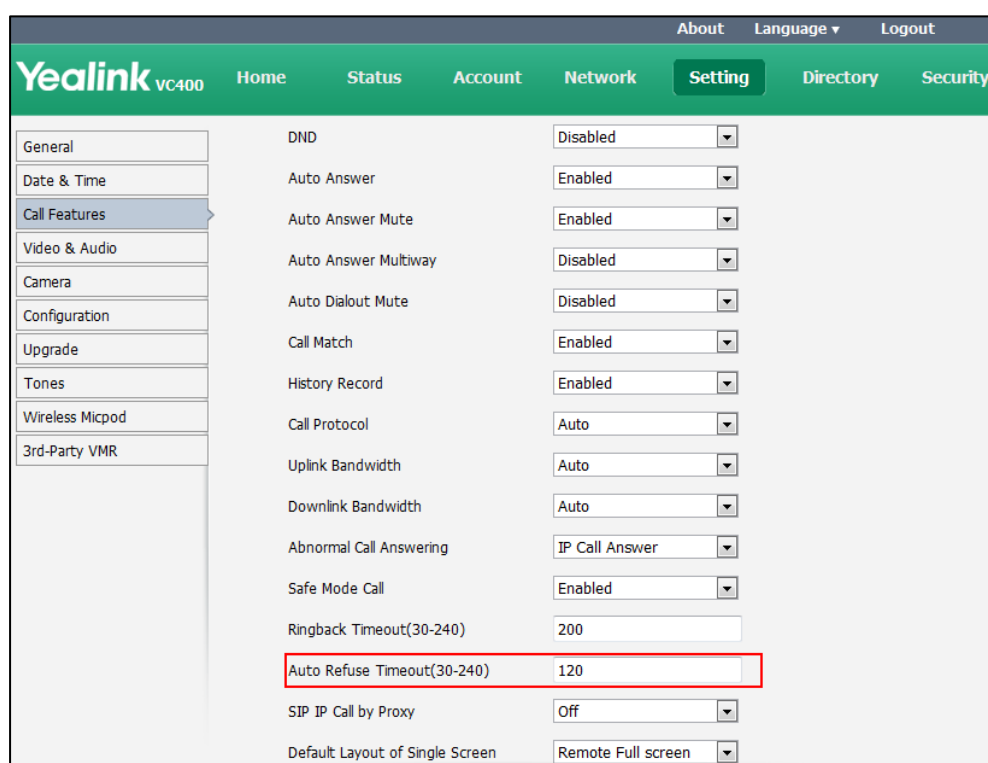 About Language ▾ Logout
Yealink VC400 Home Status Account Network Setting Directory Security
General
Date & Time
Call Features
Video & Audio
Camera
Configuration
Upgrade
Tones
Wireless Micpod
3rd-Party VMR
DND Disabled
Auto Answer Enabled
Auto Answer Mute Enabled
Auto Answer Multiway Disabled
Auto Dialout Mute Disabled
Call Match Enabled
History Record Enabled
Call Protocol Auto
Uplink Bandwidth Auto
Downlink Bandwidth Auto
Abnormal Call Answering IP Call Answer
Safe Mode Call Enabled
Ringback Timeout(30-240) 200
Auto Refuse Timeout(30-240) 120
SIP IP Call by Proxy Off
Default Layout of Single Screen Remote Full screen